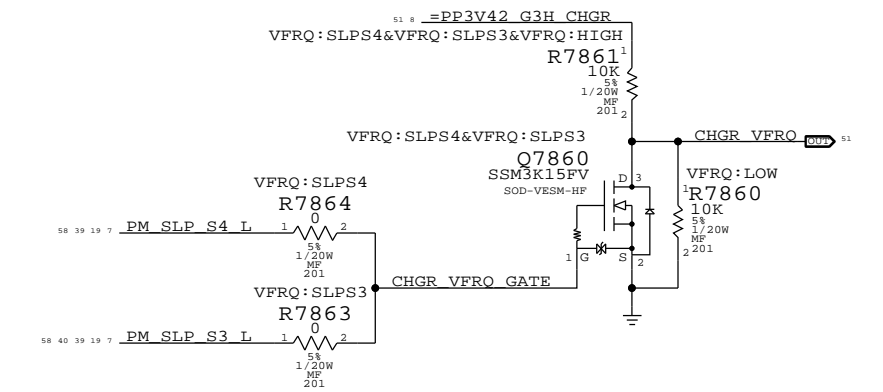 51 8 =PP3V42_G3H_CHGR
VFRQ:SLPS4&VFRQ:SLPS3&VFRQ:HIGH
R7861
1
10K
5%
1/20W
MF
201
2
VFRQ:SLPS4&VFRQ:SLPS3
CHGR_VFRQ OUT 51
Q7860
SSM3K15FV
SOD-VESM-HF
D 3
VFRQ:LOW
1
R7860
10K
5%
1/20W
MF
201
2
1 G S 2
VFRQ:SLPS4
R7864
0
58 39 19 7 PM_SLP_S4_L 1 2
5%
1/20W
MF
201
CHGR_VFRQ_GATE
VFRQ:SLPS3
R7863
0
58 40 39 19 7 PM_SLP_S3_L 1 2
5%
1/20W
MF
201